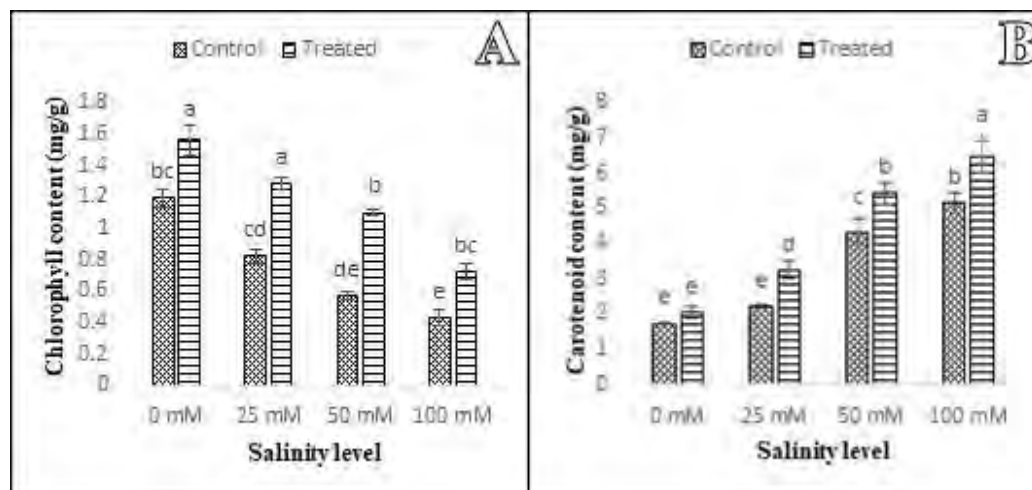 Control Treated
A
Chlorophyll content (mg/g)
1.8
1.6
1.4
1.2
1
0.8
0.6
0.4
0.2
0
bc
a
cd
a
de
b
e
bc
0 mM 25 mM 50 mM 100 mM
Salinity level
Control Treated
B
Carotenoid content (mg/g)
8
7
6
5
4
3
2
1
0
e
e
e
d
c
b
b
a
0 mM 25 mM 50 mM 100 mM
Salinity level